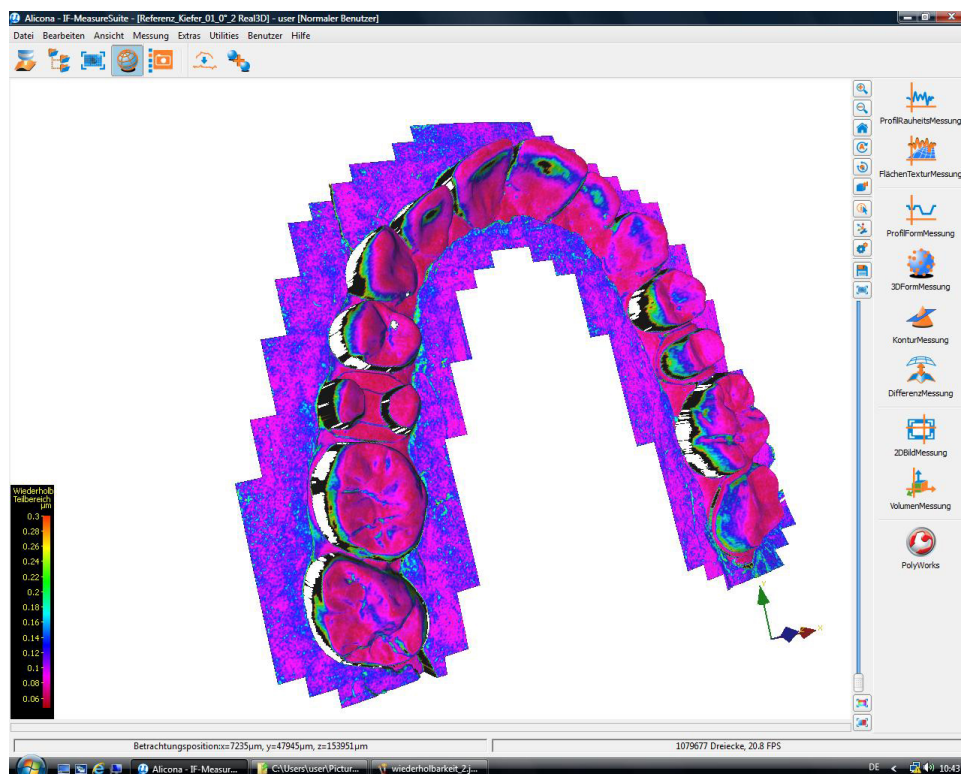 Alicona - IF-MeasureSuite - [Referenz_Kiefer_01_0°_2 Real3D] - user [Normaler Benutzer]
Datei Bearbeiten Ansicht Messung Extras Utilities Benutzer Hilfe
ProfilRauheitsMessung
FlächenTexturMessung
ProfilFormMessung
3DFormMessung
KonturMessung
DifferenzMessung
2DBildMessung
VolumenMessung
PolyWorks
Wiederholb
Teilbereich
µm
0.3
0.28
0.26
0.24
0.22
0.2
0.18
0.16
0.14
0.12
0.1
0.08
0.06
Y
X
Betrachtungsposition:x=7235µm, y=47945µm, z=153951µm
1079677 Dreiecke, 20.8 FPS
Alicona - IF-Measur...
C:\Users\user\Pictur...
wiederholbarkeit_2.j...
DE
10:43